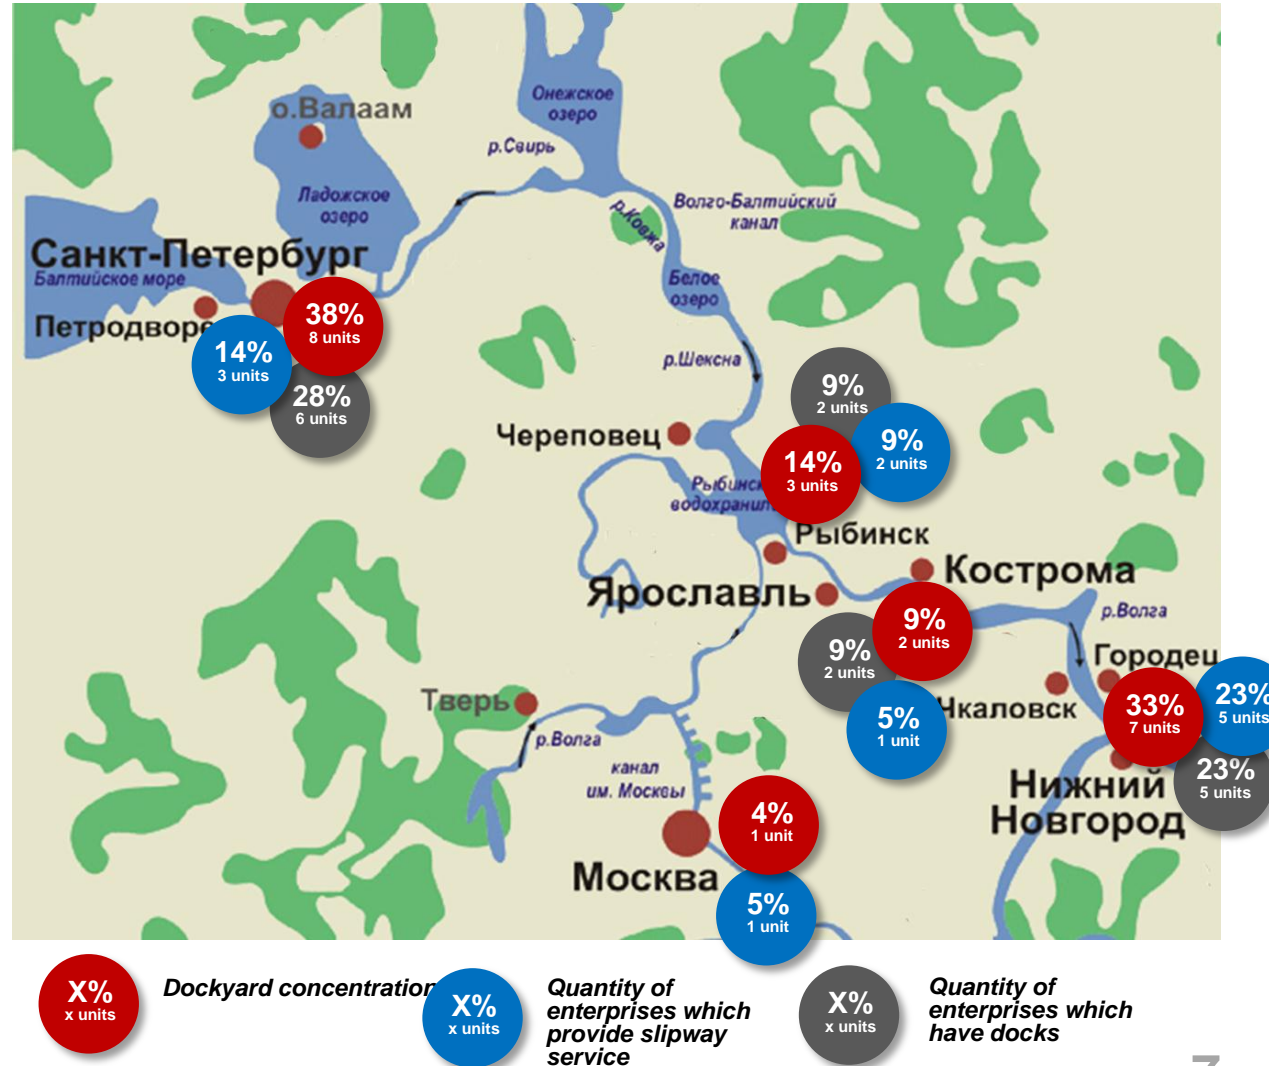 о.Валаам
Онежское
озеро
р.Свирь
Ладожское
озеро
р.Ковжа
Волго-Балтийский
канал
Санкт-Петербург
Балтийское море
Белое
озеро
Петродворе
38%
8 units
14%
3 units
28%
6 units
р.Шексна
9%
2 units
Череповец
14%
3 units
9%
2 units
Рыбинск
водохранил
Рыбинск
Кострома
Ярославль
р.Волга
9%
2 units
9%
2 units
Городец
5%
1 unit
Чкаловск
33%
7 units
23%
5 units
23%
5 units
Тверь
р.Волга
канал
им. Москвы
Нижний
Новгород
4%
1 unit
Москва
5%
1 unit
X%
x units
Dockyard concentration
X%
x units
Quantity of
enterprises which
provide slipway
service
X%
x units
Quantity of
enterprises which
have docks